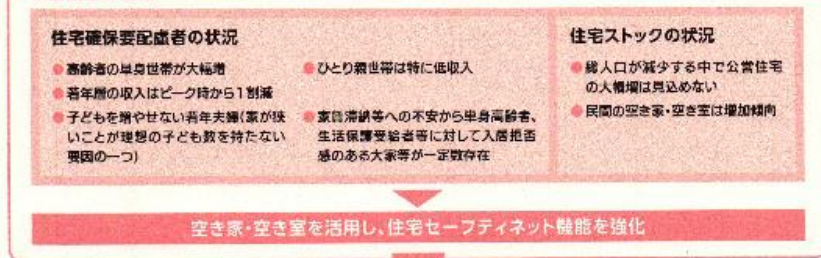 住宅確保要配慮者の状況
●高齢者の単身世帯が大幅増
●若年層の収入はピーク時から1割減
●子どもを増やせない若年夫婦(家が狭
いことが理想の子ども数を持たない
要因の一つ)
●ひとり親世帯は特に低収入
●家賃滞納等への不安から単身高齢者、
生活保護受給者等に対して入居拒否
感のある大家等が一定数存在
住宅ストックの状況
●総人口が減少する中で公営住宅
の大幅増は見込めない
●民間の空き家・空き室は増加傾向
空き家・空き室を活用し、住宅セーフティネット機能を強化